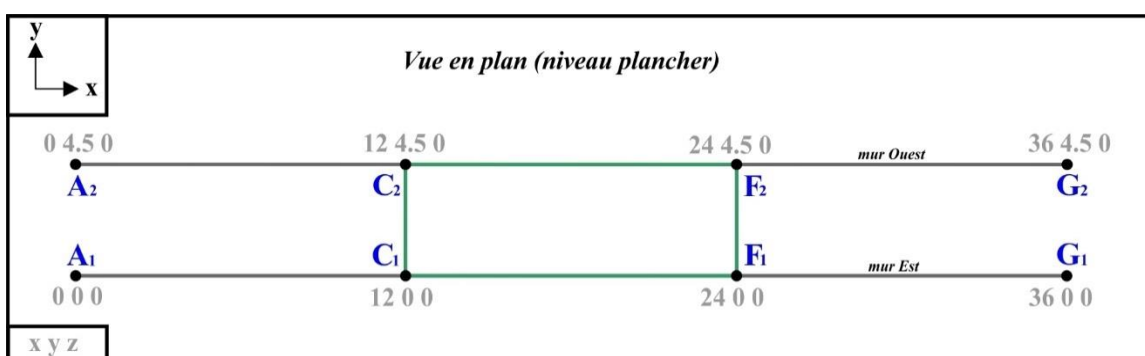 y
x
Vue en plan (niveau plancher)
0 4.5 0 12 4.5 0 24 4.5 0 36 4.5 0
mur Ouest
A₂ C₂ F₂ G₂
A₁ C₁ F₁ G₁
mur Est
0 0 0 12 0 0 24 0 0 36 0 0
x y z